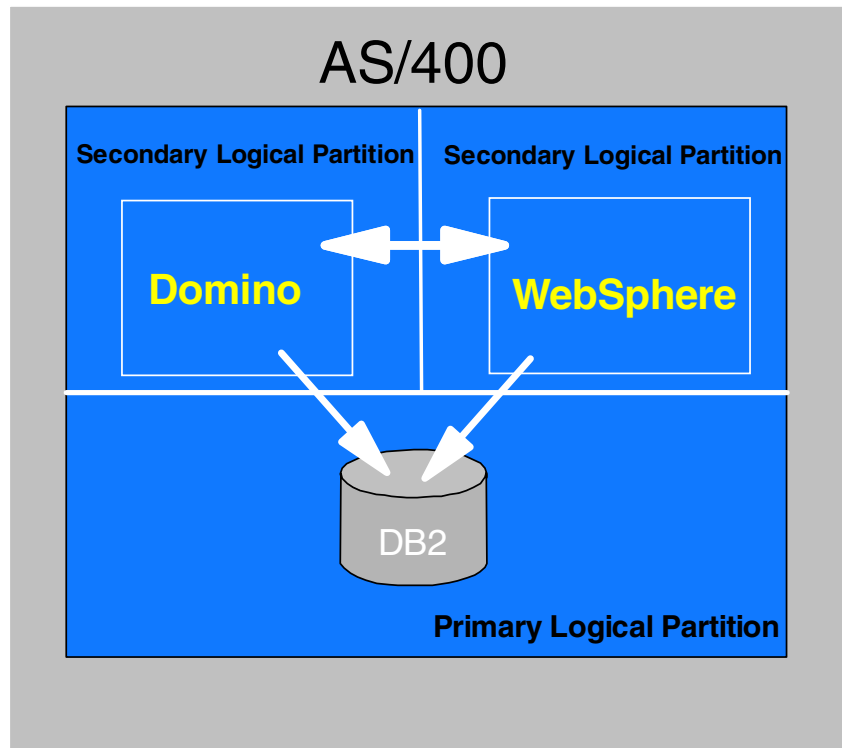 AS/400
Secondary Logical Partition
Secondary Logical Partition
Domino
WebSphere
DB2
Primary Logical Partition